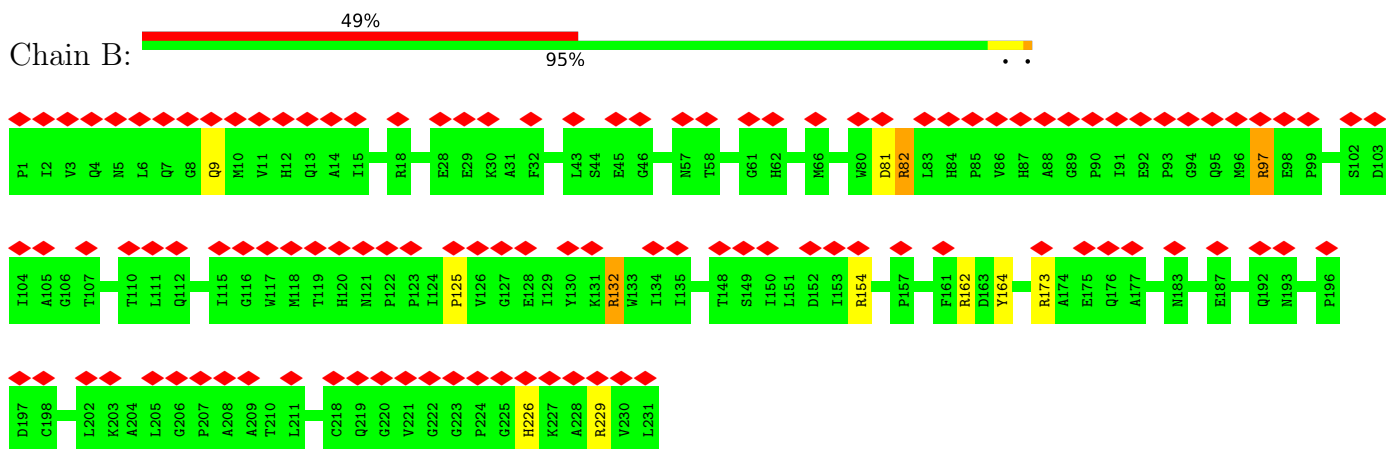 49%
Chain B:
95%
. .
P1 I2 V3 Q4 N5 L6 Q7 G8 Q9 M10 V11 H12 Q13 A14 I15 R18 E28 E29 K30 A31 F32 L43 S44 E45 G46 N57 T58 G61 H62 M66 W80 D81 R82 L83 H84 P85 V86 H87 A88 G89 P90 I91 E92 P93 G94 Q95 M96 R97 E98 P99 S102 D103
I104 A105 G106 T107 T110 L111 Q112 I115 G116 W117 M118 T119 H120 N121 P122 P123 I124 P125 V126 G127 E128 I129 Y130 K131 R132 W133 I134 I135 T148 S149 I150 L151 D152 I153 R154 P157 F161 R162 D163 Y164 R173 A174 E175 Q176 A177 N183 E187 Q192 N193 P196
D197 C198 L202 K203 A204 L205 G206 P207 A208 A209 T210 L211 C218 Q219 G220 V221 G222 G223 P224 G225 H226 K227 A228 R229 V230 L231